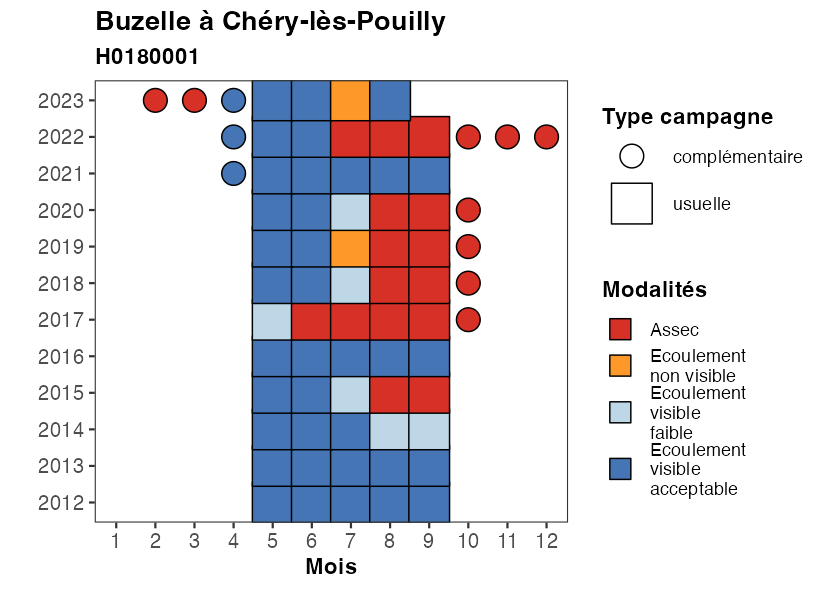 Buzelle à Chéry-lès-Pouilly
H0180001
2023
2022
2021
2020
2019
2018
2017
2016
2015
2014
2013
2012
1 2 3 4 5 6 7 8 9 10 11 12
Mois
Type campagne
complémentaire
usuelle
Modalités
Assec
Ecoulement
non visible
Ecoulement
visible
faible
Ecoulement
visible
acceptable